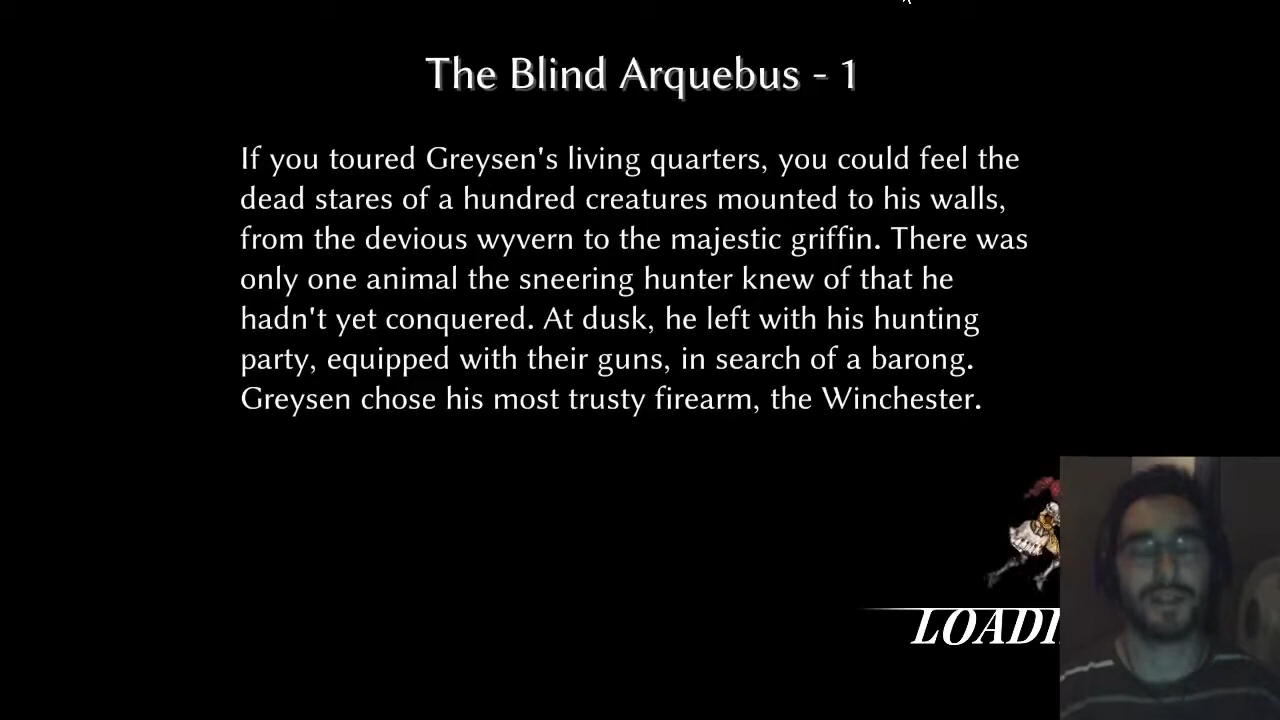 The Blind Arquebus - 1
If you toured Greysen's living quarters, you could feel the
dead stares of a hundred creatures mounted to his walls,
from the devious wyvern to the majestic griffin. There was
only one animal the sneering hunter knew of that he
hadn't yet conquered. At dusk, he left with his hunting
party, equipped with their guns, in search of a barong.
Greysen chose his most trusty firearm, the Winchester.
LOADI